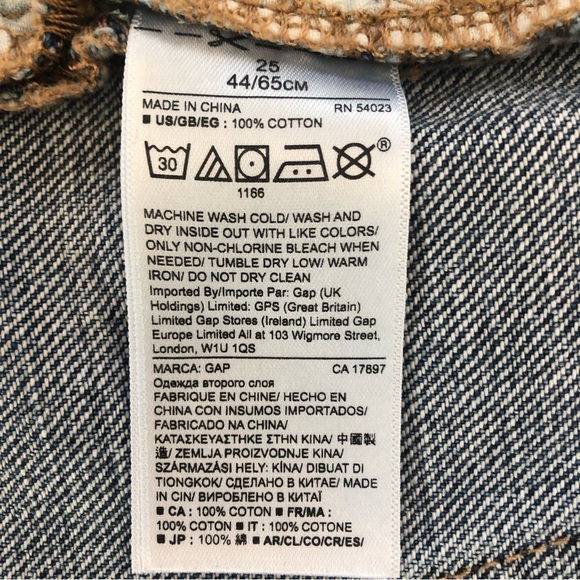 25
44/65CM
MADE IN CHINA RN 54023
■ US/GB/EG : 100% COTTON
30
®
1166
MACHINE WASH COLD/ WASH AND
DRY INSIDE OUT WITH LIKE COLORS/
ONLY NON-CHLORINE BLEACH WHEN
NEEDED/ TUMBLE DRY LOW/ WARM
IRON/ DO NOT DRY CLEAN
Imported By/Importe Par: Gap (UK
Holdings) Limited: GPS (Great Britain)
Limited Gap Stores (Ireland) Limited Gap
Europe Limited All at 103 Wigmore Street,
London, W1U 1QS
MARCA: GAP CA 17897
Одежда второго слоя
FABRIQUE EN CHINE/ HECHO EN
CHINA CON INSUMOS IMPORTADOS/
FABRICADO NA CHINA/
ΚΑΤΑΣΚΕΥΑΣΤΗΚΕ ΣΤΗΝ ΚΙΝΑ/ 中國製
造/ ZEMLJA PROIZVODNJE KINA/
SZÁRMAZÁSI HELY: KÍNA/ DIBUAT DI
TIONGKOK/ СДЕЛАНО В КИТАЕ/ MADE
IN CIN/ ВИРОБЛЕНО В КИТАЇ
■ CA : 100% COTON ■ FR/MA :
100% COTON ■ IT : 100% COTONE
■ JP : 100% 綿 ■ AR/CL/CO/CR/ES/